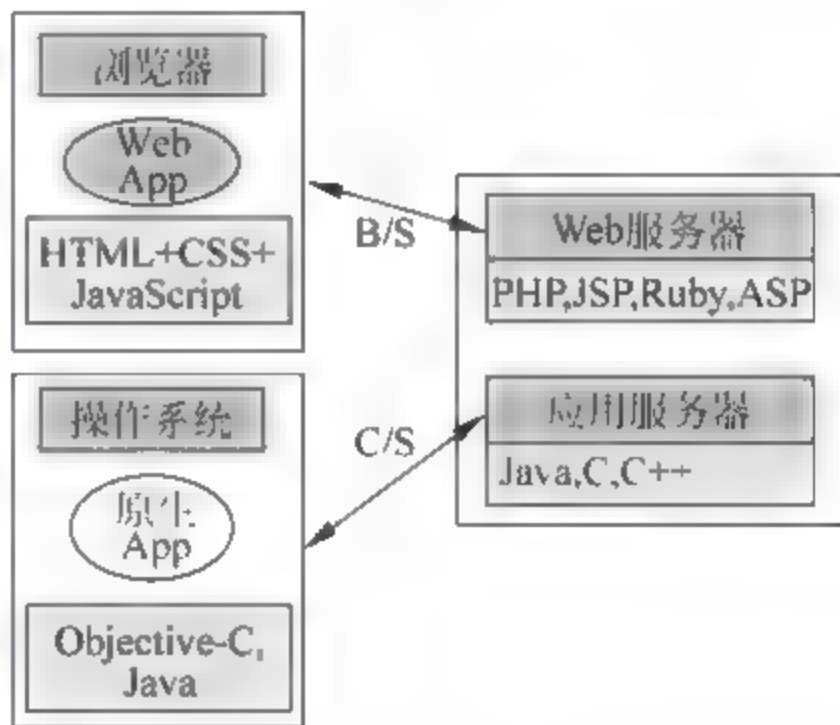 浏览器
Web
App
HTML+CSS+
JavaScript
操作系统
原生
App
Objective-C,
Java
B/S
C/S
Web服务器
PHP,JSP,Ruby,ASP
应用服务器
Java,C,C++